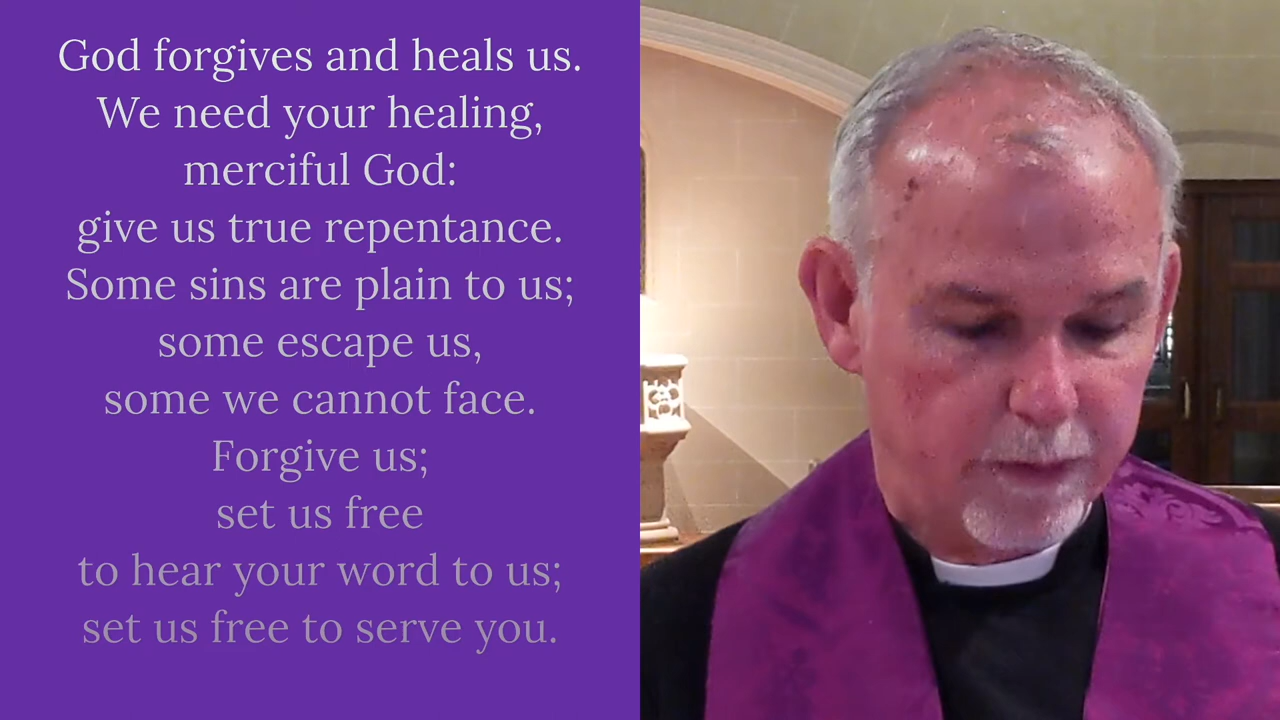 God forgives and heals us.
We need your healing,
merciful God:
give us true repentance.
Some sins are plain to us;
some escape us,
some we cannot face.
Forgive us;
set us free
to hear your word to us;
set us free to serve you.